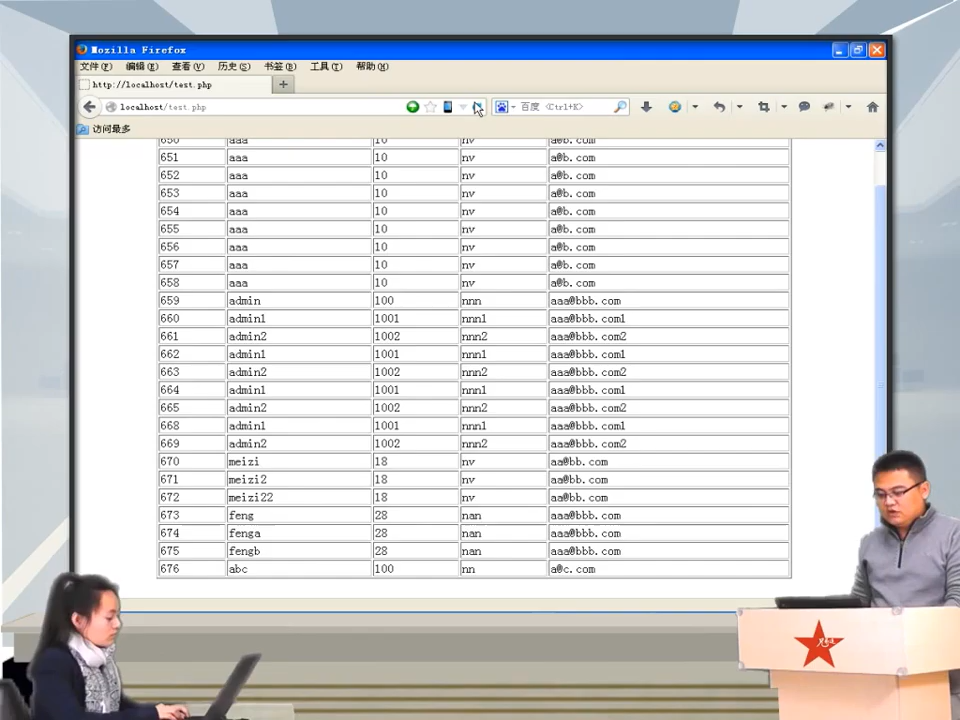 Mozilla Firefox
文件(F) 编辑(E) 查看(V) 历史(S) 书签(B) 工具(T) 帮助(H)
http://localhost/test.php
localhost/test.php 百度 <Ctrl+K>
访问最多
650 aaa 10 nv a@b.com
651 aaa 10 nv a@b.com
652 aaa 10 nv a@b.com
653 aaa 10 nv a@b.com
654 aaa 10 nv a@b.com
655 aaa 10 nv a@b.com
656 aaa 10 nv a@b.com
657 aaa 10 nv a@b.com
658 aaa 10 nv a@b.com
659 admin 100 nnn aaa@bbb.com
660 admin1 1001 nnn1 aaa@bbb.com1
661 admin2 1002 nnn2 aaa@bbb.com2
662 admin1 1001 nnn1 aaa@bbb.com1
663 admin2 1002 nnn2 aaa@bbb.com2
664 admin1 1001 nnn1 aaa@bbb.com1
665 admin2 1002 nnn2 aaa@bbb.com2
668 admin1 1001 nnn1 aaa@bbb.com1
669 admin2 1002 nnn2 aaa@bbb.com2
670 meizi 18 nv aa@bb.com
671 meizi2 18 nv aa@bb.com
672 meizi22 18 nv aa@bb.com
673 feng 28 nan aaa@bbb.com
674 fenga 28 nan aaa@bbb.com
675 fengb 28 nan aaa@bbb.com
676 abc 100 nn a@c.com